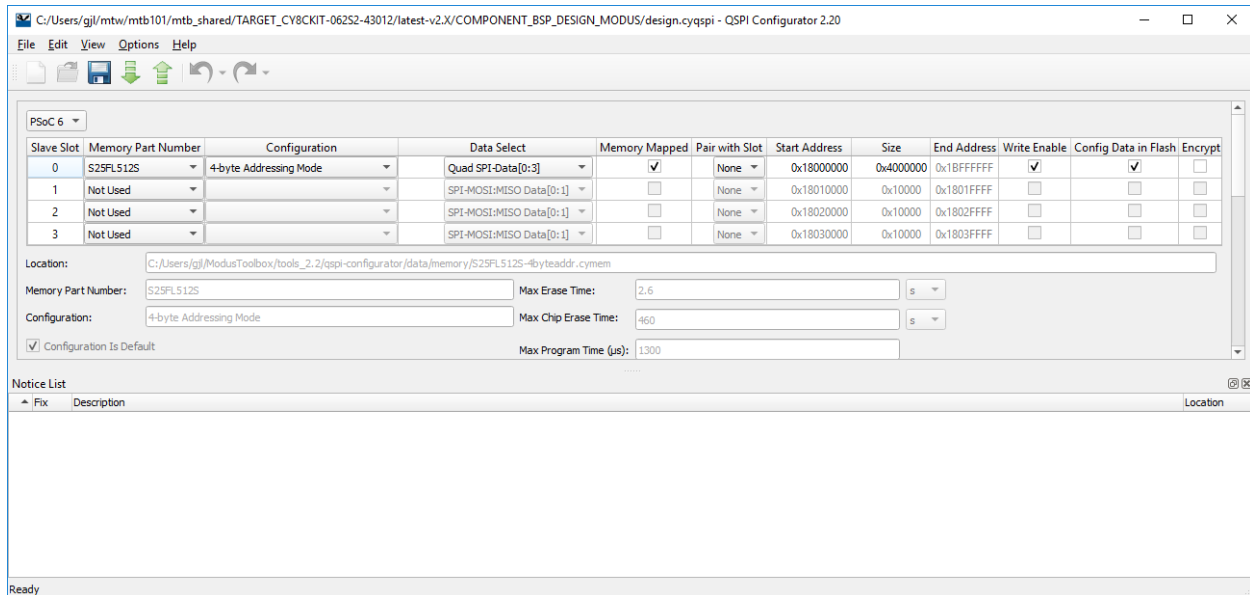 C:/Users/gjl/mtw/mtb101/mtb_shared/TARGET_CY8CKIT-062S2-43012/latest-v2.X/COMPONENT_BSP_DESIGN_MODUS/design.cyqspi - QSPI Configurator 2.20
File Edit View Options Help
PSoC 6
Slave Slot Memory Part Number Configuration Data Select Memory Mapped Pair with Slot Start Address Size End Address Write Enable Config Data in Flash Encrypt
0 S25FL512S 4-byte Addressing Mode Quad SPI-Data[0:3] None 0x18000000 0x4000000 0x1BFFFFFF
1 Not Used SPI-MOSI:MISO Data[0:1] None 0x18010000 0x10000 0x1801FFFF
2 Not Used SPI-MOSI:MISO Data[0:1] None 0x18020000 0x10000 0x1802FFFF
3 Not Used SPI-MOSI:MISO Data[0:1] None 0x18030000 0x10000 0x1803FFFF
Location: C:/Users/gjl/ModusToolbox/tools_2.2/qspi-configurator/data/memory/S25FL512S-4byteaddr.cymem
Memory Part Number: S25FL512S Max Erase Time: 2.6 s
Configuration: 4-byte Addressing Mode Max Chip Erase Time: 460 s
Configuration Is Default Max Program Time (µs): 1300
Notice List
Fix Description Location
Ready